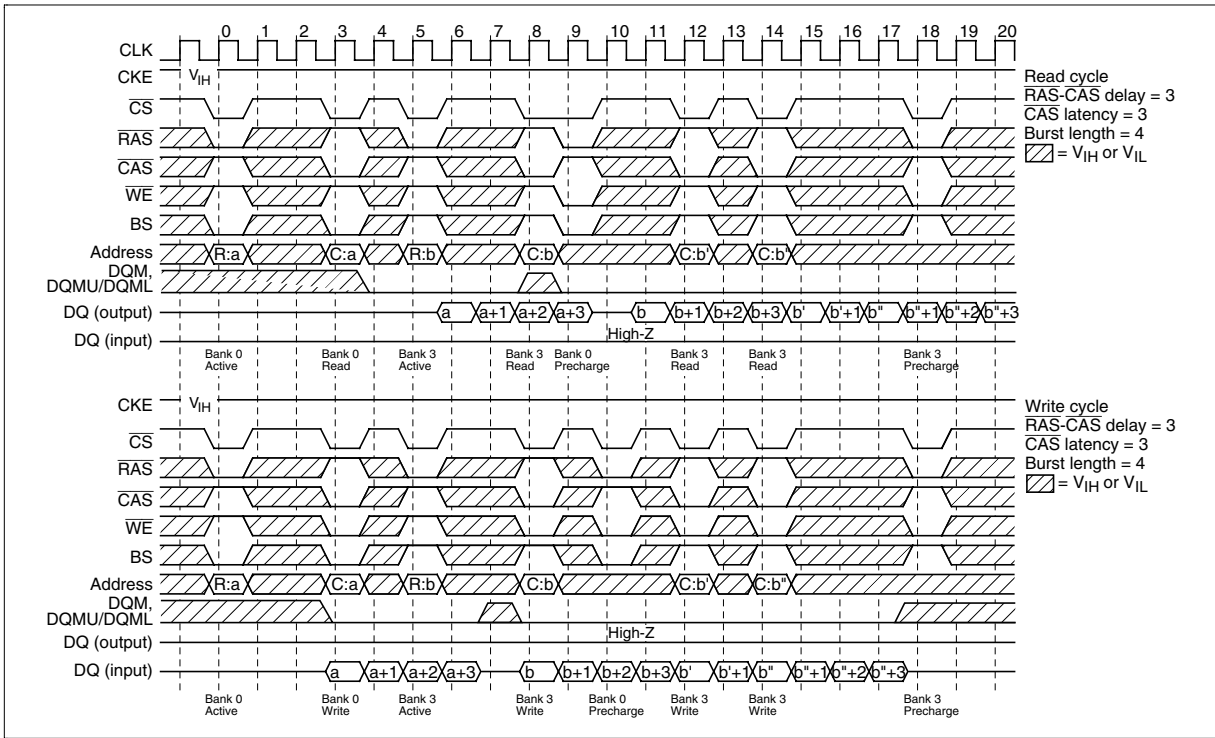 0 1 2 3 4 5 6 7 8 9 10 11 12 13 14 15 16 17 18 19 20
CLK
CKE VIH
CS
RAS
CAS
WE
BS
Address R:a C:a R:b C:b C:b' C:b'
DQM,
DQMU/DQML
DQ (output) a a+1 a+2 a+3 b b+1 b+2 b+3 b' b'+1 b" b"+1 b"+2 b"+3
High-Z
DQ (input)
Bank 0 Active
Bank 0 Read
Bank 3 Active
Bank 3 Read
Bank 0 Precharge
Bank 3 Read
Bank 3 Read
Bank 3 Precharge
Read cycle
RAS-CAS delay = 3
CAS latency = 3
Burst length = 4
= VIH or VIL
CKE VIH
CS
RAS
CAS
WE
BS
Address R:a C:a R:b C:b C:b' C:b"
DQM,
DQMU/DQML
High-Z
DQ (output)
DQ (input) a a+1 a+2 a+3 b b+1 b+2 b+3 b' b'+1 b" b"+1 b"+2 b"+3
Bank 0 Active
Bank 0 Write
Bank 3 Active
Bank 3 Write
Bank 0 Precharge
Bank 3 Write
Bank 3 Write
Bank 3 Precharge
Write cycle
RAS-CAS delay = 3
CAS latency = 3
Burst length = 4
= VIH or VIL